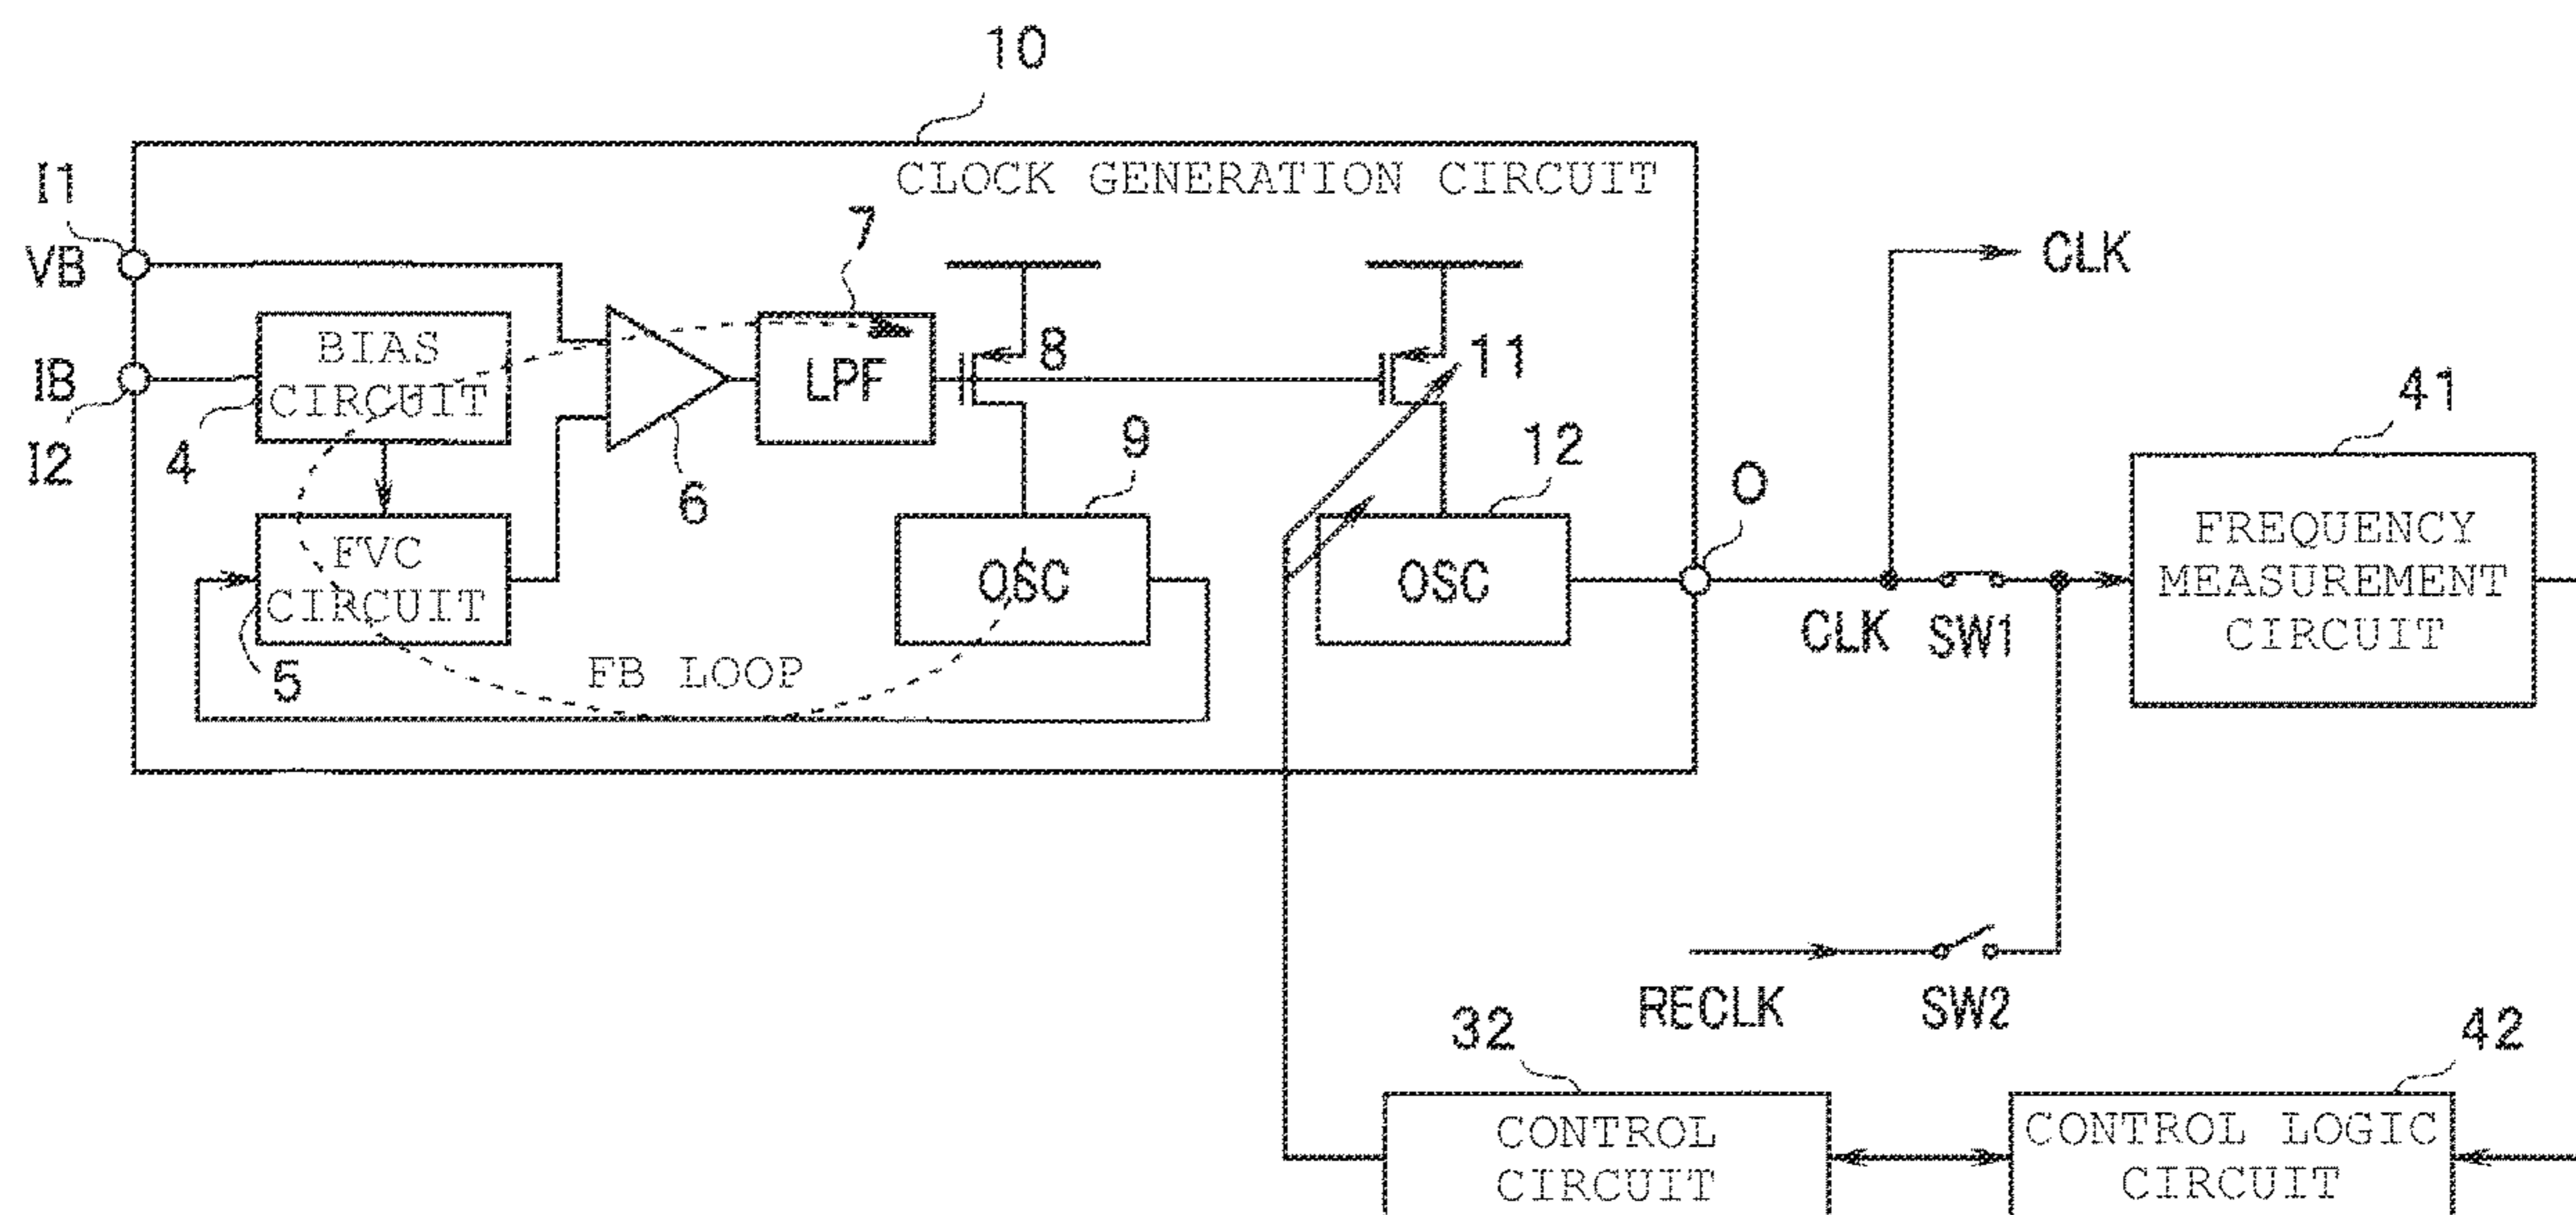 10
CLOCK GENERATION CIRCUIT
I1
VB
7
CLK
BIAS
CIRCUIT
LPF
8
11
IB
I2
4
6
9
12
O
41
FVC
CIRCUIT
5
OSC
OSC
FREQUENCY
MEASUREMENT
CIRCUIT
CLK
SW1
FB LOOP
RECLK
SW2
32
42
CONTROL
CIRCUIT
CONTROL LOGIC
CIRCUIT